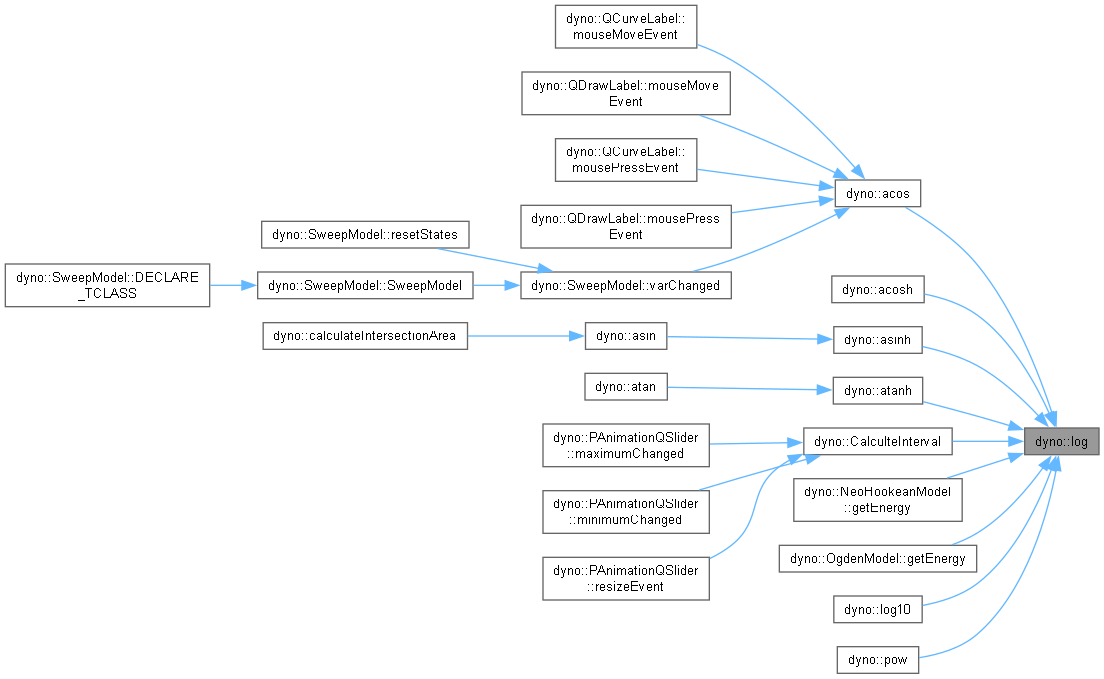 dyno::QCurveLabel::
mouseMoveEvent
dyno::QDrawLabel::mouseMove
Event
dyno::QCurveLabel::
mousePressEvent
dyno::acos
dyno::QDrawLabel::mousePress
Event
dyno::SweepModel::resetStates
dyno::SweepModel::DECLARE
_TCLASS
dyno::SweepModel::SweepModel
dyno::SweepModel::varChanged
dyno::acosh
dyno::calculateIntersectionArea
dyno::asin
dyno::asinh
dyno::atan
dyno::atanh
dyno::PAnimationQSlider
::maximumChanged
dyno::CalculteInterval
dyno::log
dyno::NeoHookeanModel
::getEnergy
dyno::PAnimationQSlider
::minimumChanged
dyno::OgdenModel::getEnergy
dyno::PAnimationQSlider
::resizeEvent
dyno::log10
dyno::pow